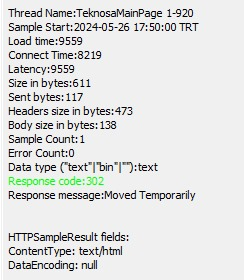 Thread Name:TeknosaMainPage 1-920
Sample Start:2024-05-26 17:50:00 TRT
Load time:9559
Connect Time:8219
Latency:9559
Size in bytes:611
Sent bytes:117
Headers size in bytes:473
Body size in bytes:138
Sample Count:1
Error Count:0
Data type ("text"|"bin"|""):text
Response code:302
Response message:Moved Temporarily
HTTPSampleResult fields:
ContentType: text/html
DataEncoding: null